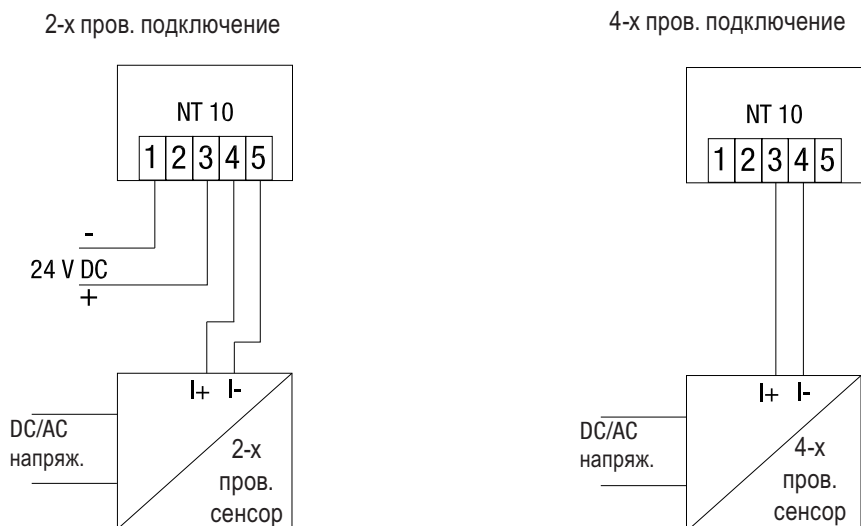 2-х пров. подключение
NT 10
1 2 3 4 5
-
24 V DC
+
I+ I-
DC/AC
напряж.
2-х
пров.
сенсор
4-х пров. подключение
NT 10
1 2 3 4 5
I+ I-
DC/AC
напряж.
4-х
пров.
сенсор